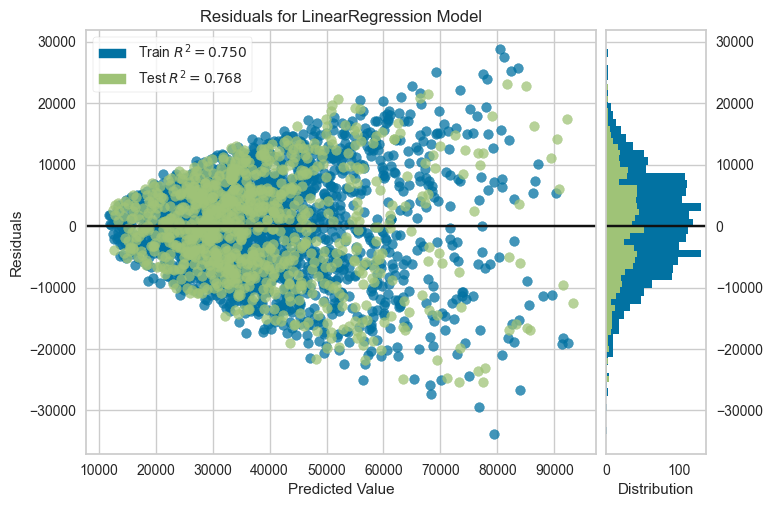 Residuals for LinearRegression Model
Train R² = 0.750
Test R² = 0.768
30000
20000
10000
0
−10000
−20000
−30000
Residuals
10000 20000 30000 40000 50000 60000 70000 80000 90000
Predicted Value
30000
20000
10000
0
−10000
−20000
−30000
0 100
Distribution